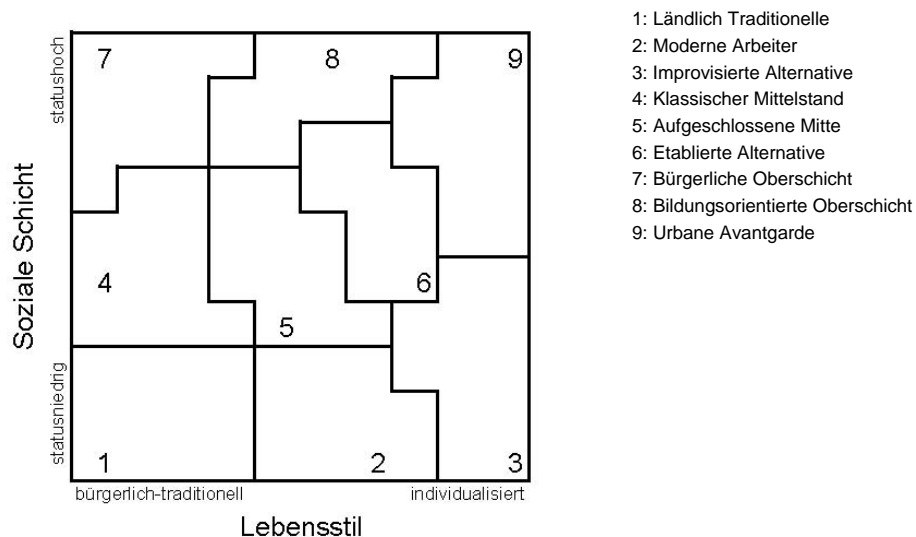 7
8
9
statushoch
4
6
5
Soziale Schicht
statusniedrig
1
2
3
bürgerlich-traditionell
individualisiert
Lebensstil
1: Ländlich Traditionelle
2: Moderne Arbeiter
3: Improvisierte Alternative
4: Klassischer Mittelstand
5: Aufgeschlossene Mitte
6: Etablierte Alternative
7: Bürgerliche Oberschicht
8: Bildungsorientierte Oberschicht
9: Urbane Avantgarde